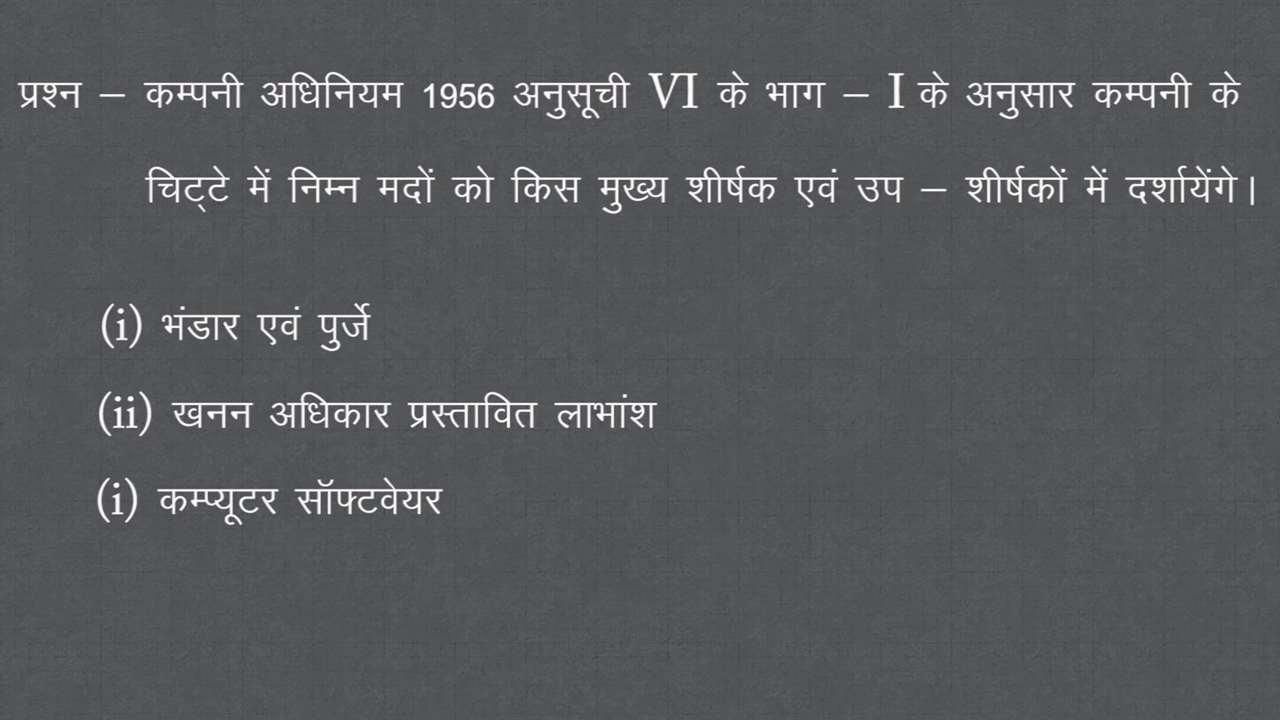 प्रश्न – कम्पनी अधिनियम 1956 अनुसूची VI के भाग – I के अनुसार कम्पनी के
चिट्टे में निम्न मदों को किस मुख्य शीर्षक एवं उप – शीर्षकों में दर्शायेंगे।
(i) भंडार एवं पुर्जे
(ii) खनन अधिकार प्रस्तावित लाभांश
(i) कम्प्यूटर सॉफ्टवेयर